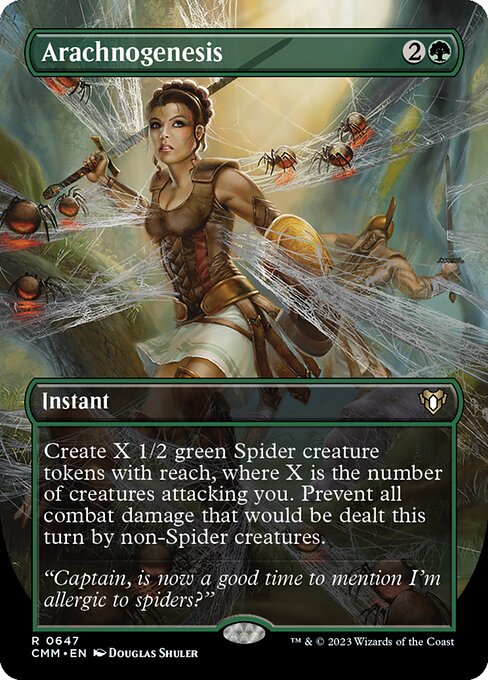 Arachnogenesis 2
Instant
Create X 1/2 green Spider creature
tokens with reach, where X is the number
of creatures attacking you. Prevent all
combat damage that would be dealt this
turn by non-Spider creatures.
“Captain, is now a good time to mention I’m
allergic to spiders?”
R 0647
™ & © 2023 Wizards of the Coast
CMM • EN Douglas Shuler